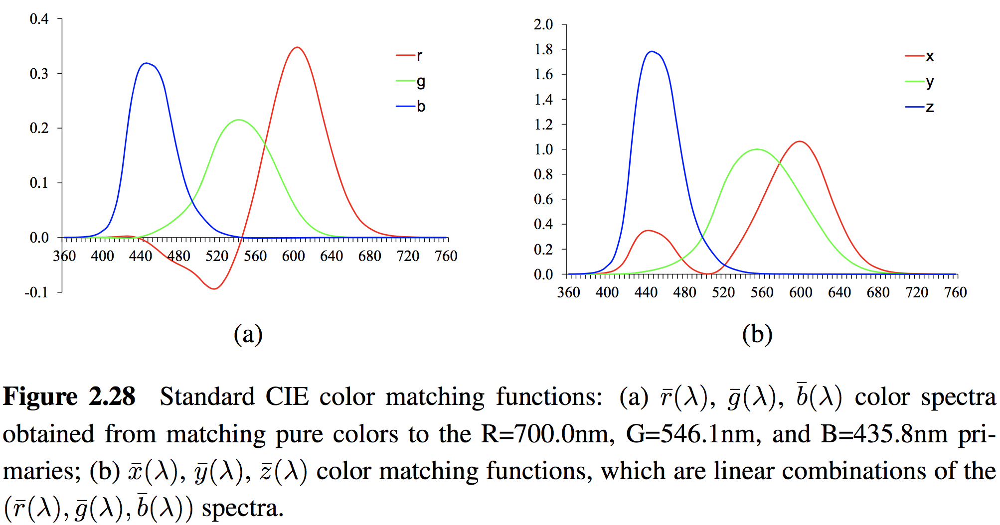 0.4
0.3
0.2
0.1
0.0
-0.1
360 400 440 480 520 560 600 640 680 720 760
r
g
b
(a)
2.0
1.8
1.6
1.4
1.2
1.0
0.8
0.6
0.4
0.2
0.0
360 400 440 480 520 560 600 640 680 720 760
x
y
z
(b)
Figure 2.28 Standard CIE color matching functions: (a) r̄(λ), ḡ(λ), b̄(λ) color spectra
obtained from matching pure colors to the R=700.0nm, G=546.1nm, and B=435.8nm pri-
maries; (b) x̄(λ), ȳ(λ), z̄(λ) color matching functions, which are linear combinations of the
(r̄(λ), ḡ(λ), b̄(λ)) spectra.